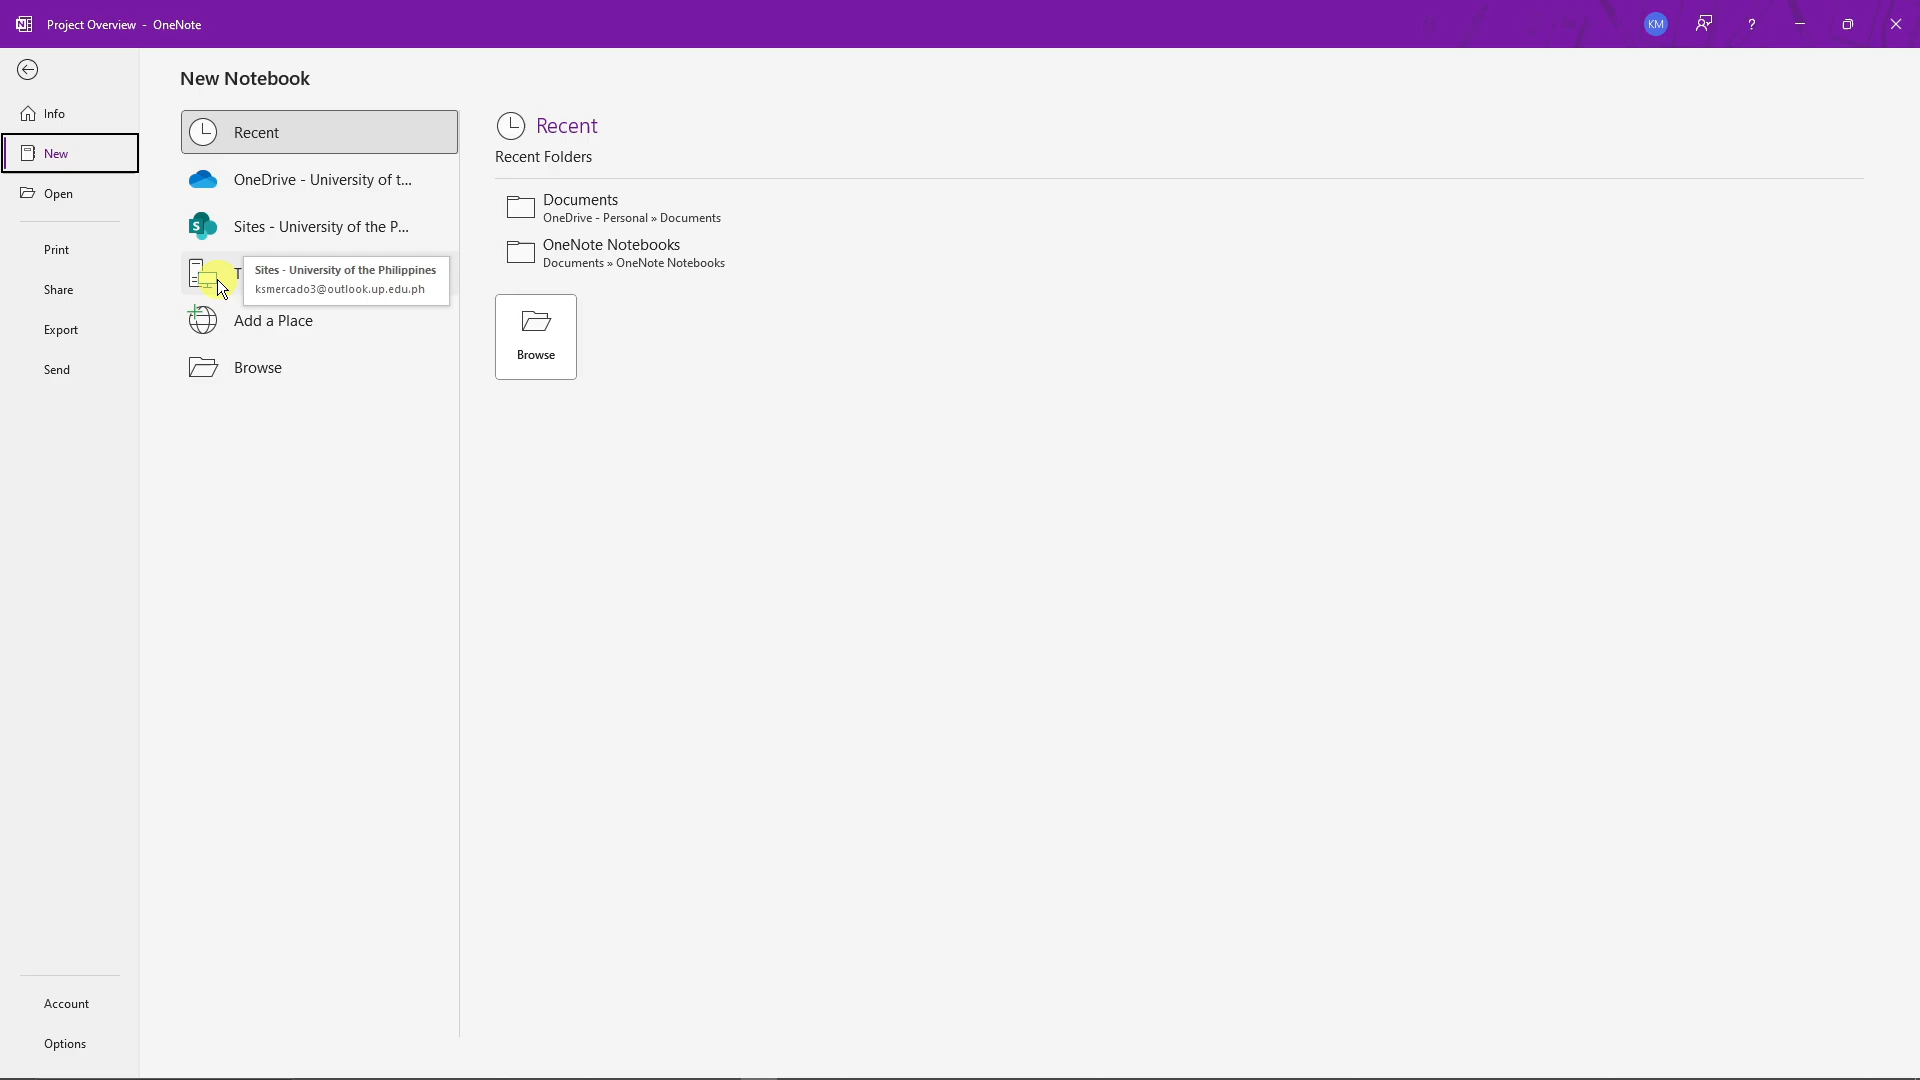 Project Overview - OneNote
KM
?
New Notebook
Info
New
Open
Print
Share
Export
Send
Account
Options
Recent
OneDrive - University of t...
Sites - University of the P...
T
Sites - University of the Philippines
ksmercado3@outlook.up.edu.ph
Add a Place
Browse
Recent
Recent Folders
Documents
OneDrive - Personal » Documents
OneNote Notebooks
Documents » OneNote Notebooks
Browse